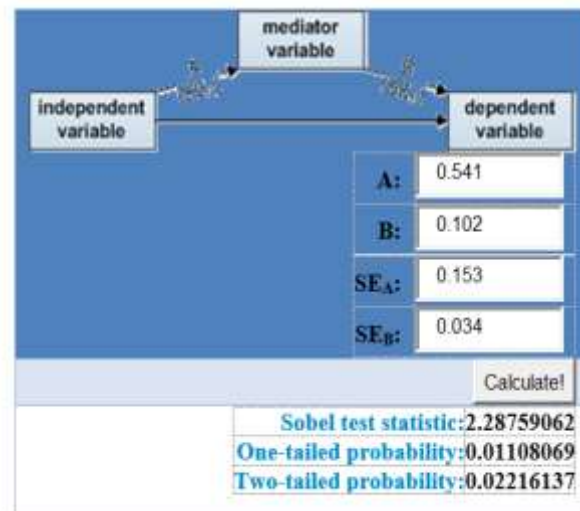 mediator
variable
independent
variable
dependent
variable
A: 0.541
B: 0.102
SEA: 0.153
SEB: 0.034
Calculate!
Sobel test statistic:2.28759062
One-tailed probability:0.01108069
Two-tailed probability:0.02216137